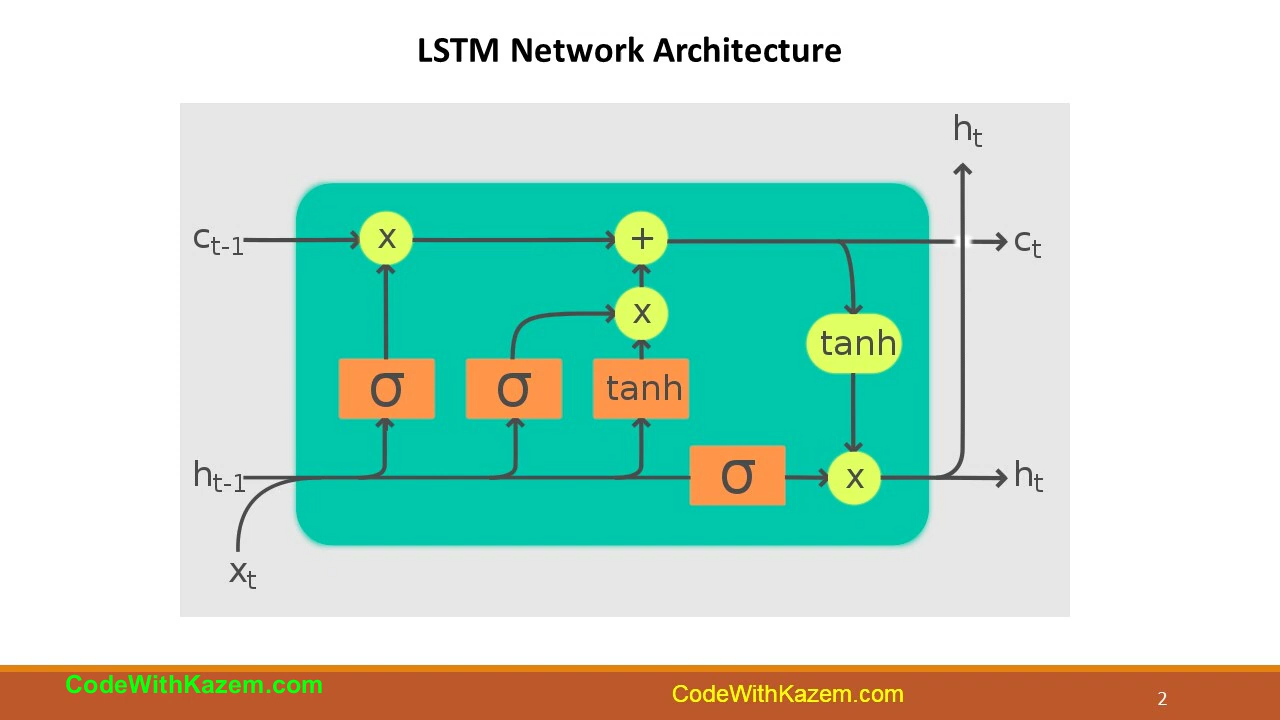 LSTM Network Architecture
hₜ
cₜ₋₁ x + cₜ
x
tanh
σ σ tanh
hₜ₋₁ σ x hₜ
xₜ
CodeWithKazem.com
CodeWithKazem.com
2